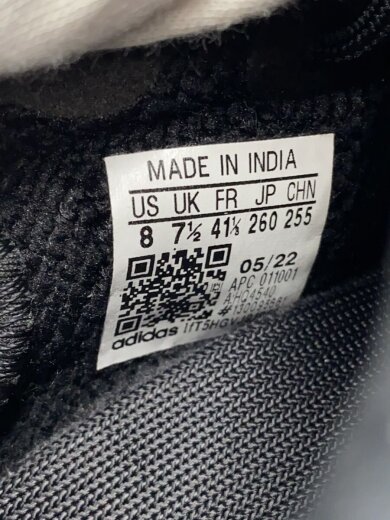 MADE IN INDIA
US UK FR JP CHN
8 7½ 41⅓ 260 255
05/22
APC 011001
AHC4540
adidas